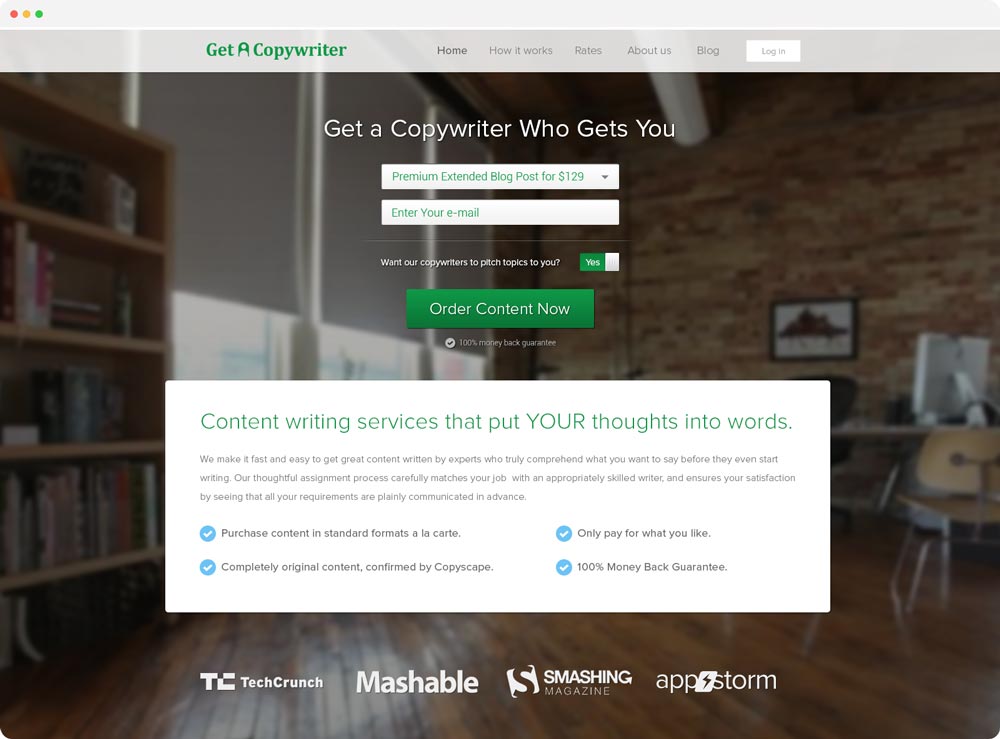 Get A Copywriter
Home How it works Rates About us Blog Log in
Get a Copywriter Who Gets You
Premium Extended Blog Post for $129
Enter Your e-mail
Want our copywriters to pitch topics to you? Yes
Order Content Now
100% money back guarantee
Content writing services that put YOUR thoughts into words.
We make it fast and easy to get great content written by experts who truly comprehend what you want to say before they even start
writing. Our thoughtful assignment process carefully matches your job with an appropriately skilled writer, and ensures your satisfaction
by seeing that all your requirements are plainly communicated in advance.
Purchase content in standard formats a la carte.
Only pay for what you like.
Completely original content, confirmed by Copyscape.
100% Money Back Guarantee.
TC TechCrunch
Mashable
SMASHING
MAGAZINE
appstorm